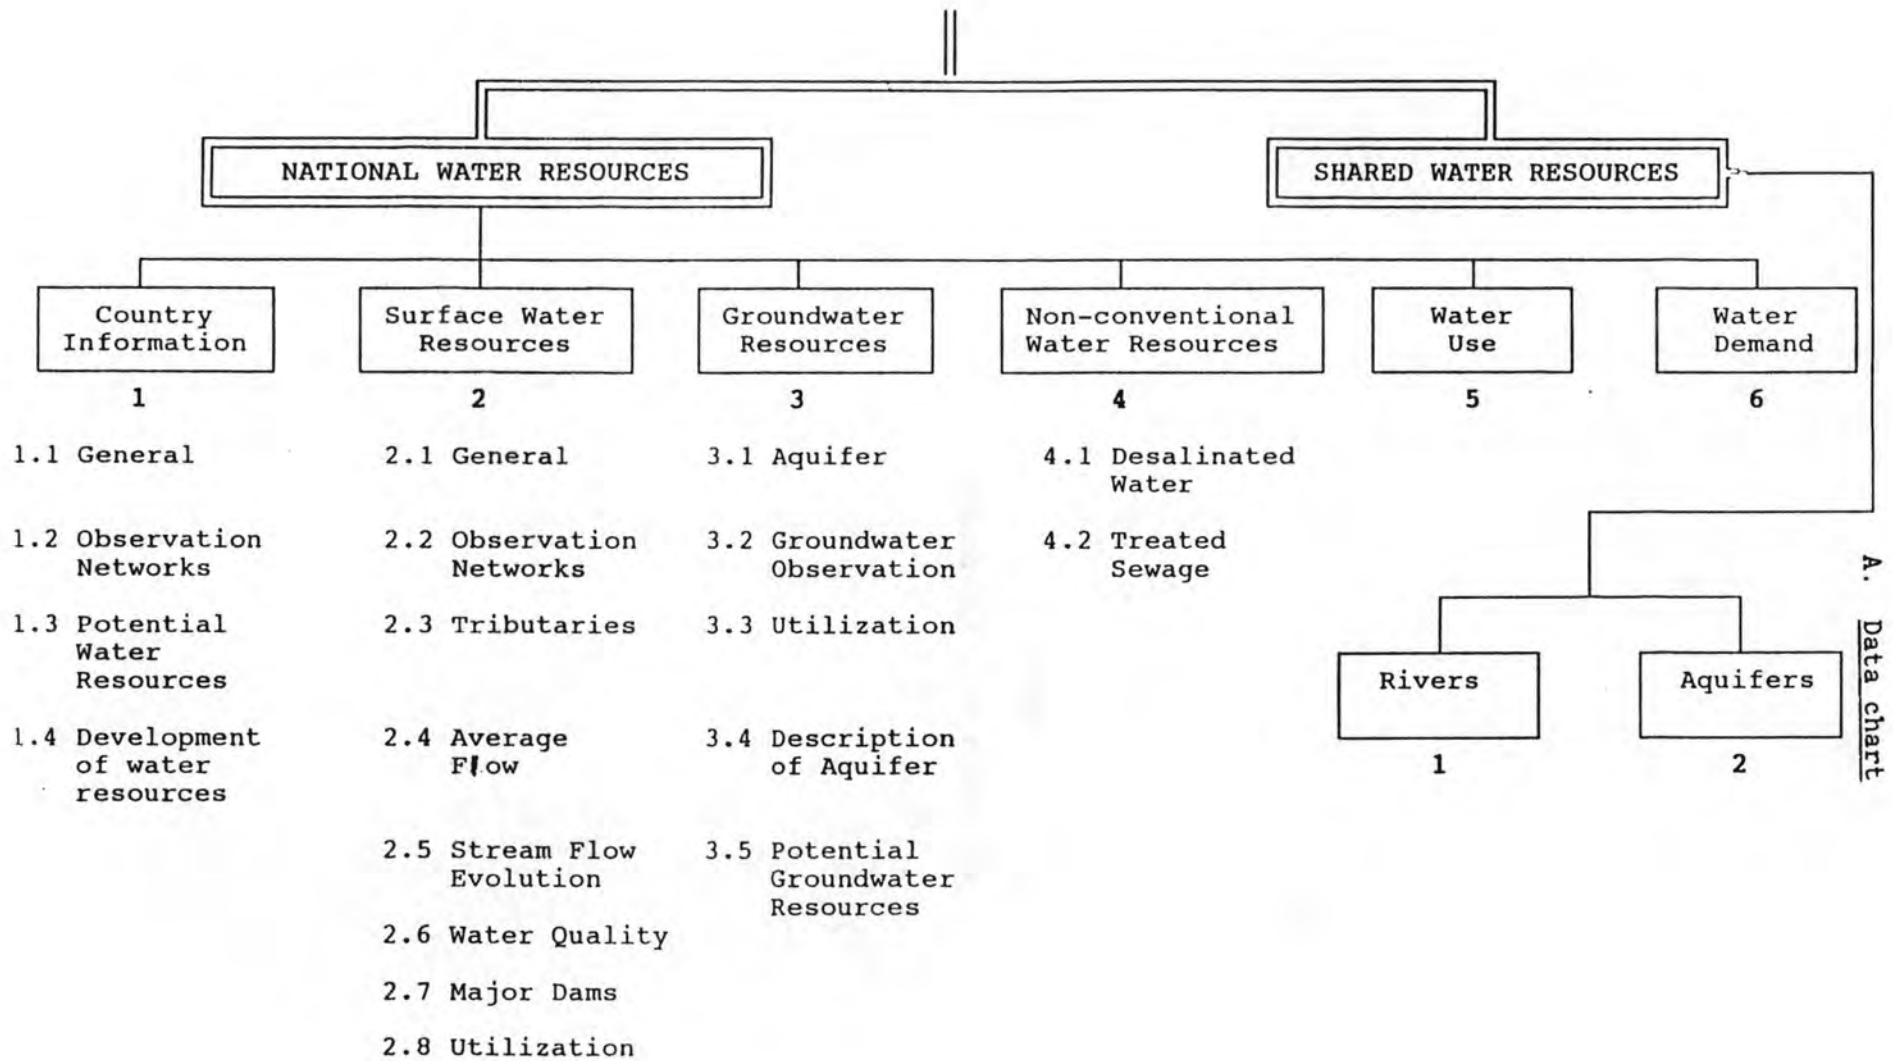 NATIONAL WATER RESOURCES
SHARED WATER RESOURCES
Country
Information
1
Surface Water
Resources
2
Groundwater
Resources
3
Non-conventional
Water Resources
4
Water
Use
5
Water
Demand
6
1.1 General
1.2 Observation
Networks
1.3 Potential
Water
Resources
1.4 Development
of water
resources
2.1 General
2.2 Observation
Networks
2.3 Tributaries
2.4 Average
Flow
2.5 Stream Flow
Evolution
2.6 Water Quality
2.7 Major Dams
2.8 Utilization
3.1 Aquifer
3.2 Groundwater
Observation
3.3 Utilization
3.4 Description
of Aquifer
3.5 Potential
Groundwater
Resources
4.1 Desalinated
Water
4.2 Treated
Sewage
Rivers
1
Aquifers
2
A. Data chart